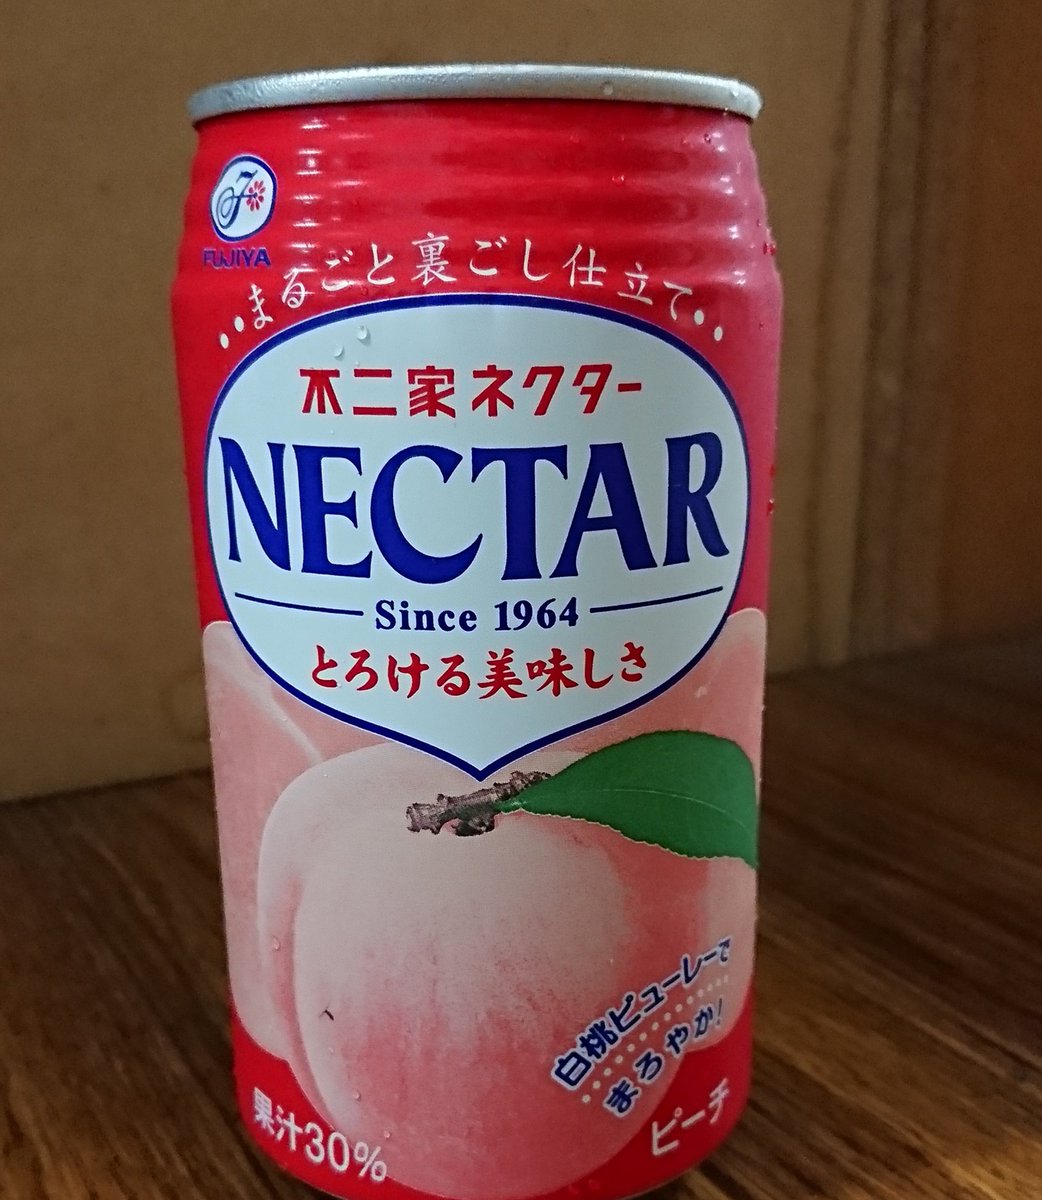 FUJIYA
まるごと裏ごし仕立て
不二家ネクター
NECTAR
Since 1964
とろける美味しさ
白桃ピューレーで
まろやか!
果汁30%
ピーチ